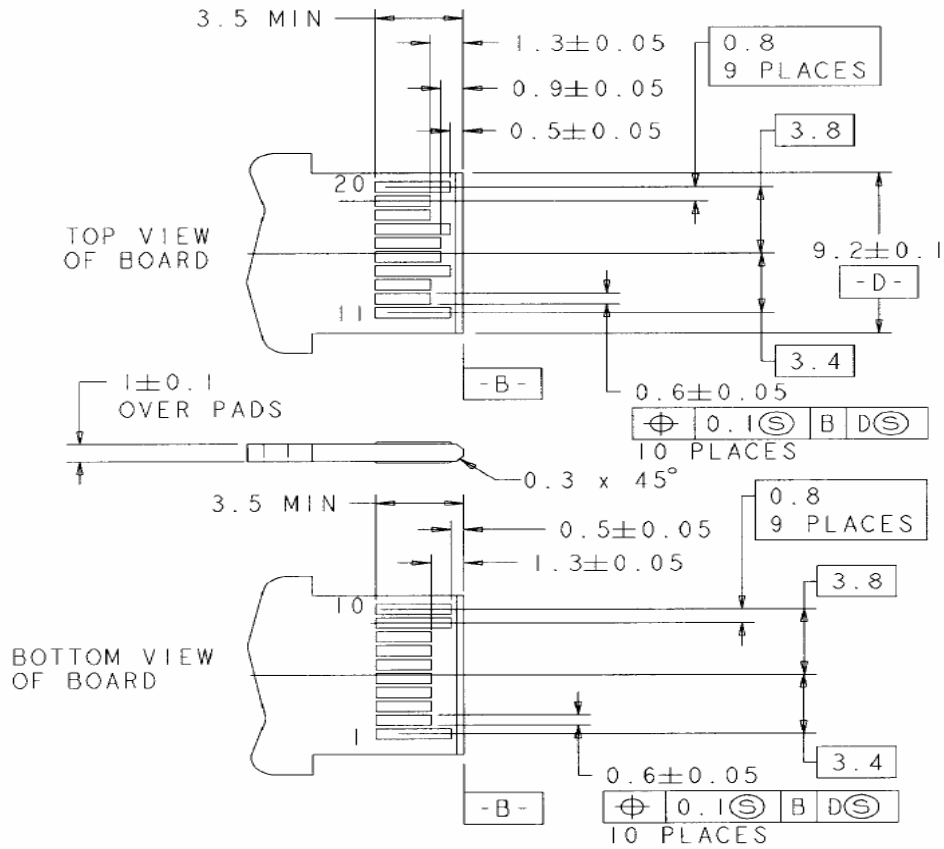 3.5 MIN
1.3±0.05
0.8
9 PLACES
0.9±0.05
0.5±0.05
3.8
20
TOP VIEW
OF BOARD
9.2±0.1
-D-
11
3.4
-B-
1±0.1
OVER PADS
0.6±0.05
⌖ 0.1Ⓢ B DⓈ
10 PLACES
0.3 x 45°
3.5 MIN
0.8
9 PLACES
0.5±0.05
1.3±0.05
3.8
10
BOTTOM VIEW
OF BOARD
1
3.4
0.6±0.05
-B-
⌖ 0.1Ⓢ B DⓈ
10 PLACES